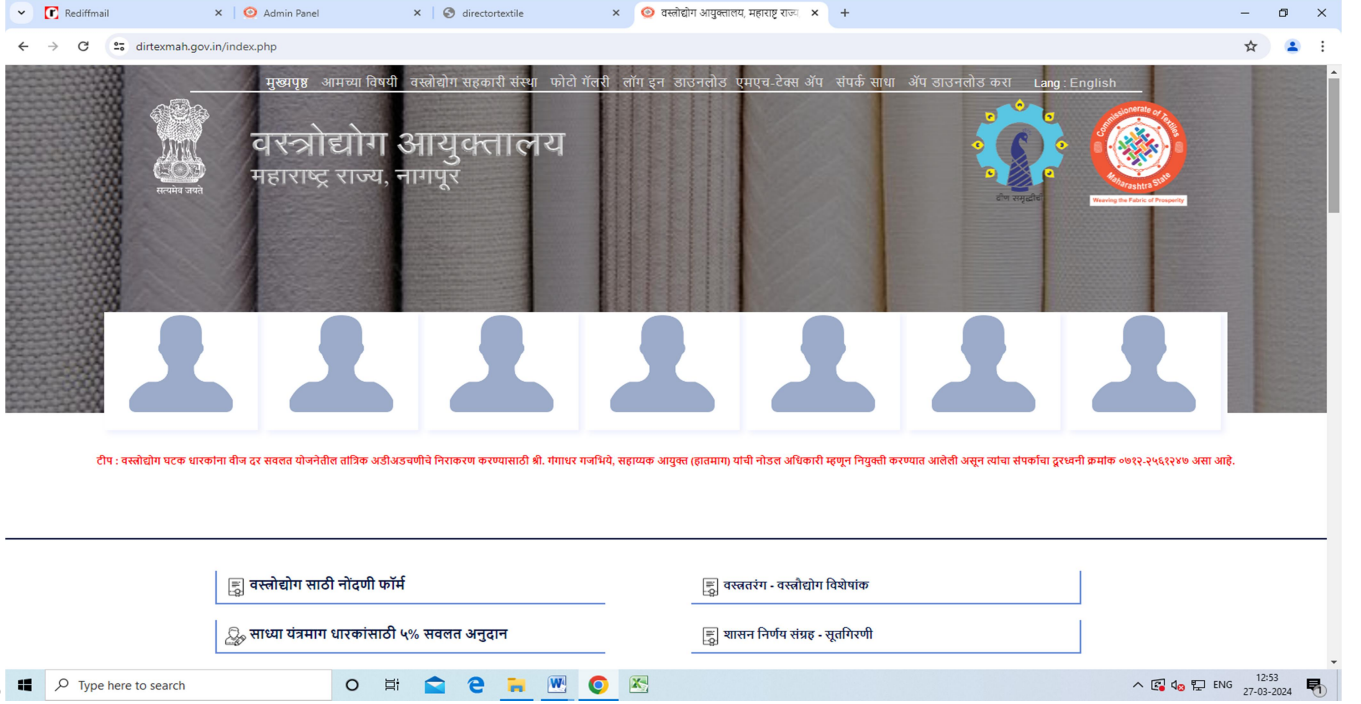 Rediffmail
Admin Panel
directortextile
वस्त्रोद्योग आयुक्तालय, महाराष्ट्र राज्य,
dirtexmah.gov.in/index.php
मुख्यपृष्ठ आमच्या विषयी वस्त्रोद्योग सहकारी संस्था फोटो गॅलरी लॉग इन डाउनलोड एमएच-टेक्स अ‍ॅप संपर्क साधा अ‍ॅप डाउनलोड करा Lang : English
सत्यमेव जयते
वस्त्रोद्योग आयुक्तालय
महाराष्ट्र राज्य, नागपूर
Commissionerate of Textiles
Maharashtra State
Weaving the Fabric of Prosperity
टीप : वस्त्रोद्योग घटक धारकांना वीज दर सवलत योजनेतील तांत्रिक अडीअडचणीचे निराकरण करण्यासाठी श्री. गंगाधर गजभिये, सहाय्यक आयुक्त (हातमाग) यांची नोडल अधिकारी म्हणून नियुक्ती करण्यात आलेली असून त्यांचा संपर्काचा दूरध्वनी क्रमांक ०७१२-२५६१२४७ असा आहे.
वस्त्रोद्योग साठी नोंदणी फॉर्म
वस्त्रतरंग - वस्त्रौद्योग विशेषांक
साध्या यंत्रमाग धारकांसाठी ५% सवलत अनुदान
शासन निर्णय संग्रह - सूतगिरणी
Type here to search
ENG
12:53
27-03-2024
1